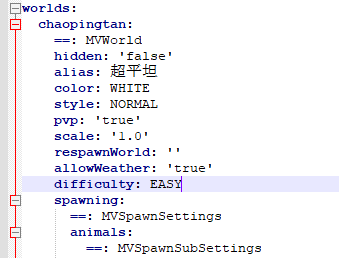 worlds:
chaopingtan:
==: MVWorld
hidden: 'false'
alias: 超平坦
color: WHITE
style: NORMAL
pvp: 'true'
scale: '1.0'
respawnWorld: ''
allowWeather: 'true'
difficulty: EASY
spawning:
==: MVSpawnSettings
animals:
==: MVSpawnSubSettings